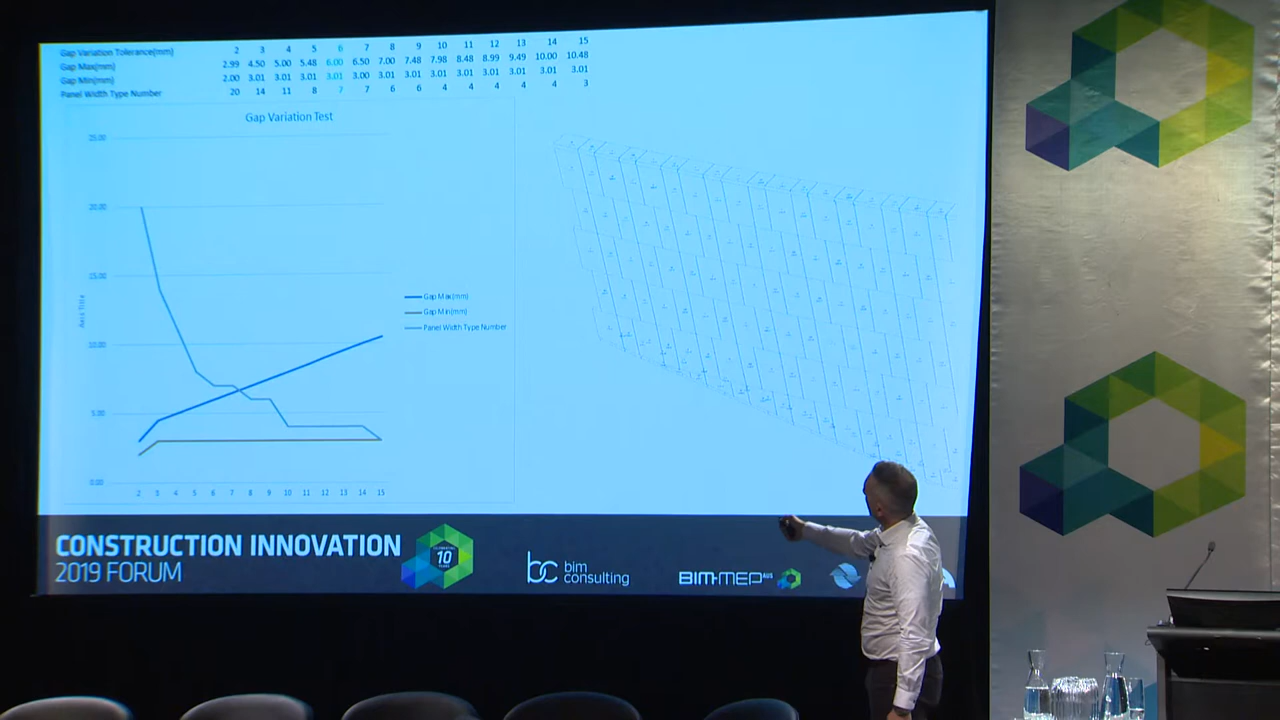 Gap Variation Tolerance(mm) 2 3 4 5 6 7 8 9 10 11 12 13 14 15
Gap Max(mm) 2.99 4.50 5.00 5.48 6.00 6.50 7.00 7.48 7.98 8.48 8.99 9.49 10.00 10.48
Gap Min(mm) 2.00 3.01 3.01 3.01 3.01 3.00 3.01 3.01 3.01 3.01 3.01 3.01 3.01 3.01
Panel Width Type Number 20 14 11 8 7 7 6 6 4 4 4 4 4 3
Gap Variation Test
25.00
20.00
15.00
10.00
5.00
0.00
Axis Title
2 3 4 5 6 7 8 9 10 11 12 13 14 15
Gap Max(mm)
Gap Min(mm)
Panel Width Type Number
CONSTRUCTION INNOVATION
2019 FORUM
10
YEARS
bc bim
consulting
BIM-MEP AUS